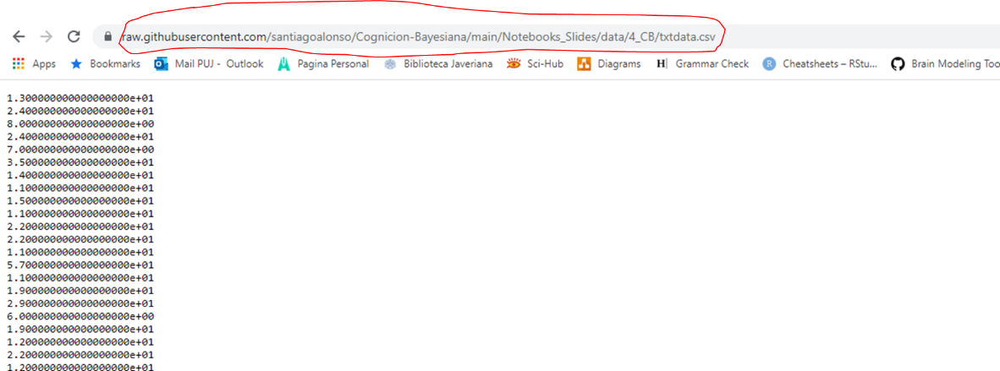 raw.githubusercontent.com/santiagoalonso/Cognicion-Bayesiana/main/Notebooks_Slides/data/4_CB/txtdata.csv
Apps Bookmarks Mail PUJ - Outlook Pagina Personal Biblioteca Javeriana Sci-Hub Diagrams H Grammar Check R Cheatsheets – RStu... Brain Modeling Too
1.300000000000000000e+01
2.400000000000000000e+01
8.000000000000000000e+00
2.400000000000000000e+01
7.000000000000000000e+00
3.500000000000000000e+01
1.400000000000000000e+01
1.100000000000000000e+01
1.500000000000000000e+01
1.100000000000000000e+01
2.200000000000000000e+01
2.200000000000000000e+01
1.100000000000000000e+01
5.700000000000000000e+01
1.100000000000000000e+01
1.900000000000000000e+01
2.900000000000000000e+01
6.000000000000000000e+00
1.900000000000000000e+01
1.200000000000000000e+01
2.200000000000000000e+01
1.200000000000000000e+01